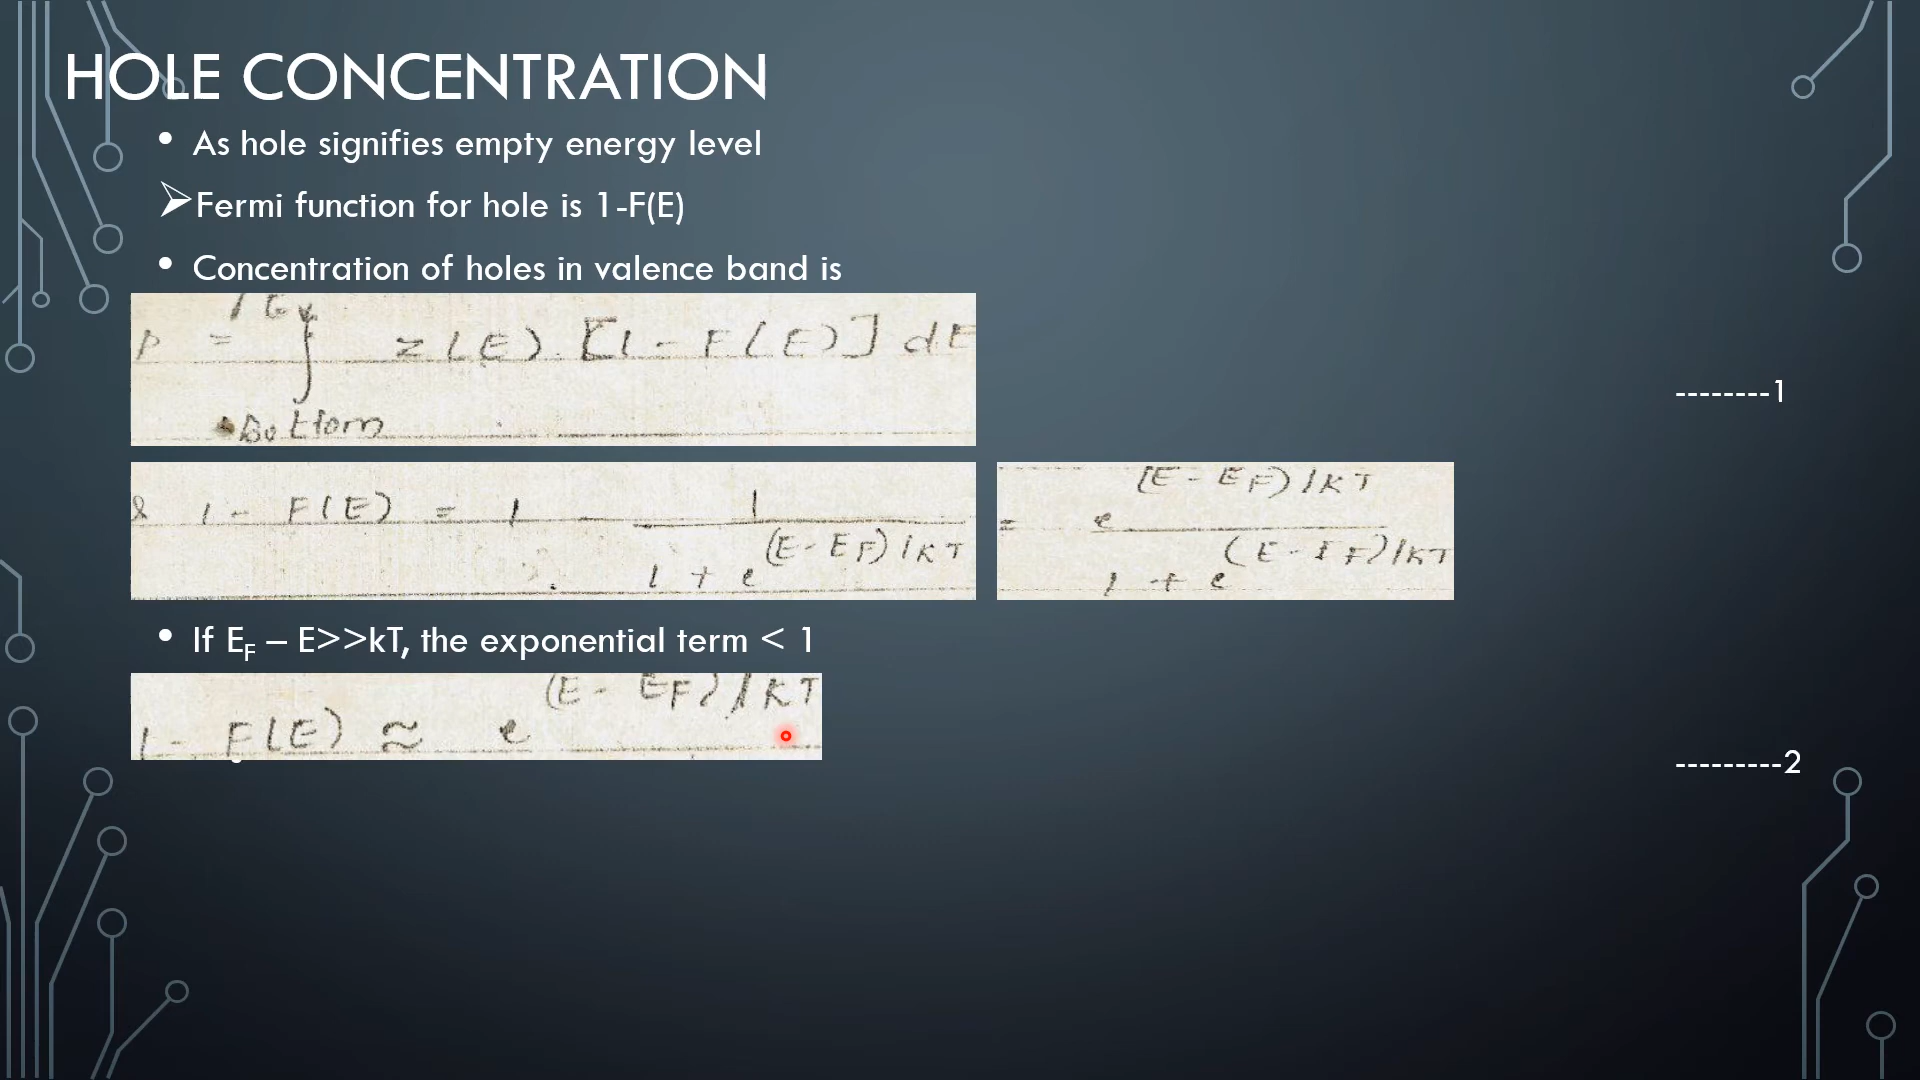 HOLE CONCENTRATION
• As hole signifies empty energy level
➢Fermi function for hole is 1-F(E)
• Concentration of holes in valence band is
p = ∫ z(E) . [1 - F(E)] dE
Bottom
--------1
& 1 - F(E) = 1 - 1 / 1 + e^(E - EF)/kT = e^(E - EF)/kT / 1 + e^(E - EF)/kT
• If EF – E>>kT, the exponential term < 1
1 - F(E) ≈ e^(E - EF)/kT
---------2